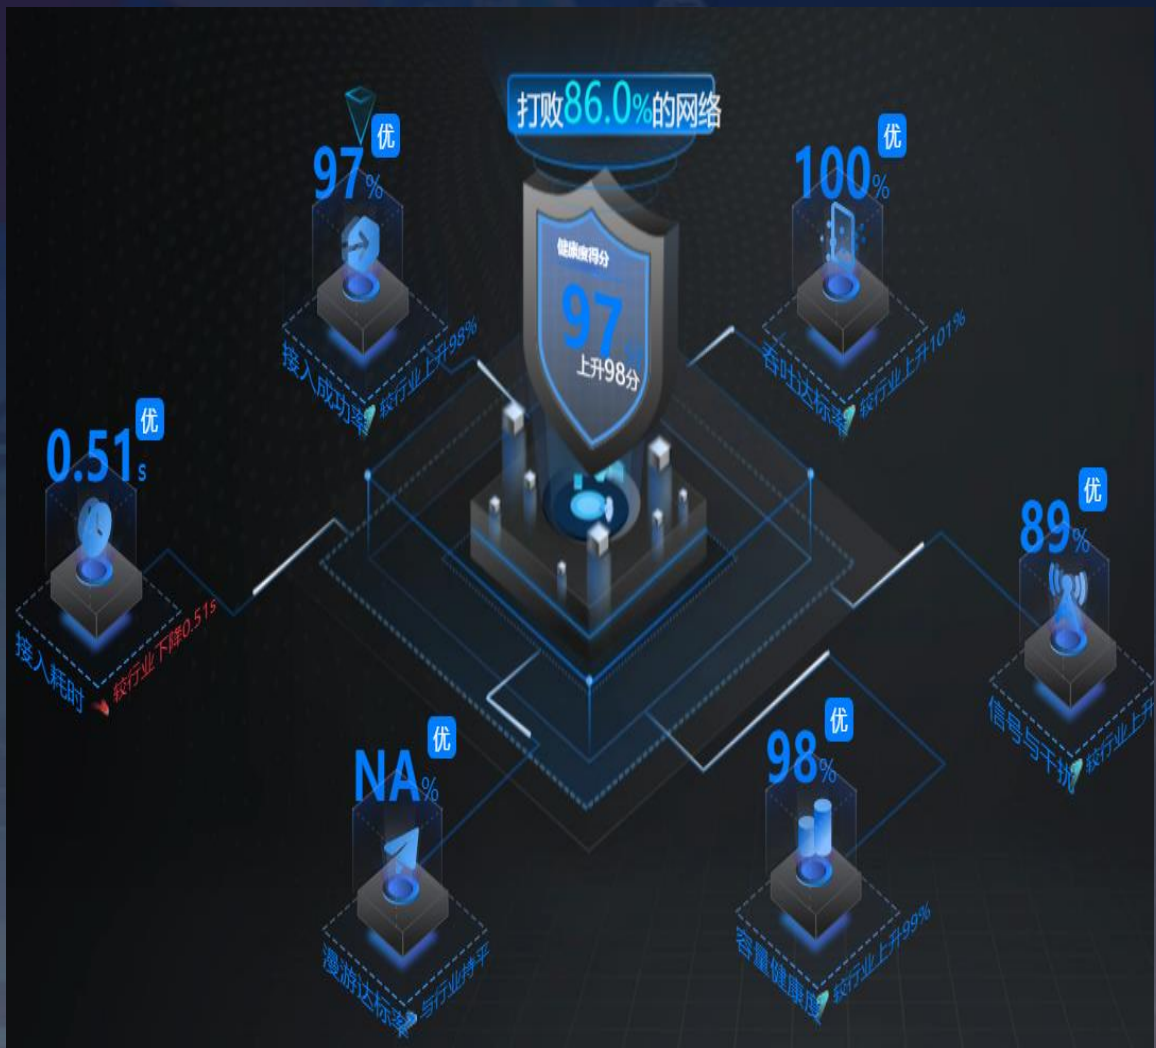 打败86.0%的网络
优
97%
接入成功率
较行业上升98%
健康度得分
97
上升98分
优
100%
吞吐达标率
较行业上升101%
优
0.51s
接入耗时
较行业下降0.51s
优
89%
信号与干扰
较行业上升
优
NA%
漫游达标率
与行业持平
优
98%
容量健康度
较行业上升99%